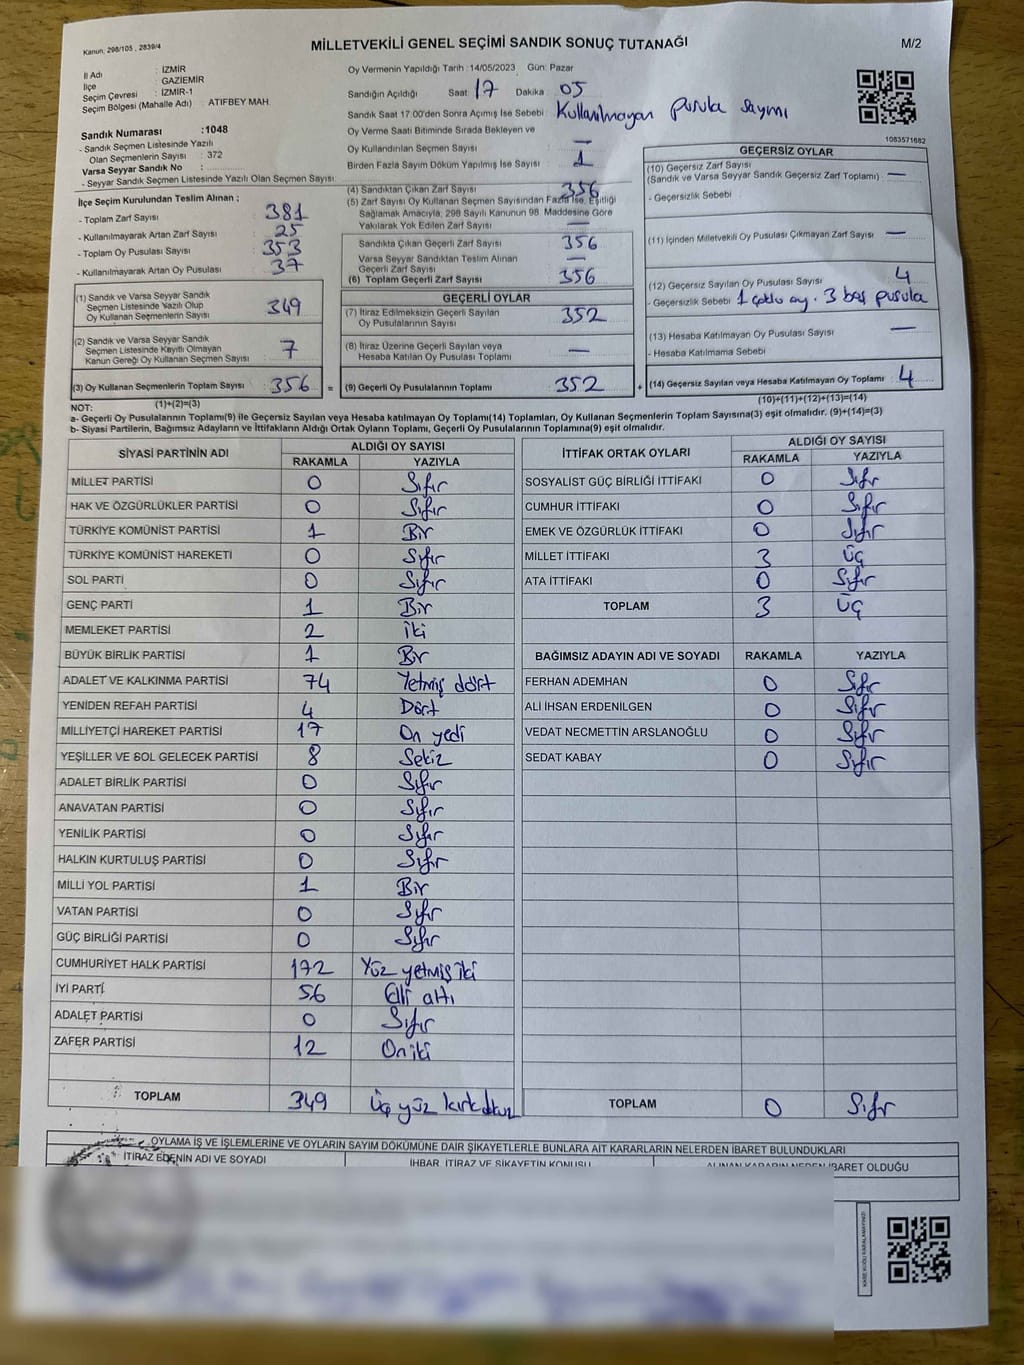 Kanun, 298/105 , 2839/4
MİLLETVEKİLİ GENEL SEÇİMİ SANDIK SONUÇ TUTANAĞI
M/2
İl Adı : İZMİR
İlçe : GAZİEMİR
Seçim Çevresi : İZMİR-1
Seçim Bölgesi (Mahalle Adı) : ATIFBEY MAH.
Sandık Numarası :1048
- Sandık Seçmen Listesinde Yazılı
Olan Seçmenlerin Sayısı : 372
Varsa Seyyar Sandık No :
- Seyyar Sandık Seçmen Listesinde Yazılı Olan Seçmen Sayısı :
Oy Vermenin Yapıldığı Tarih :14/05/2023 Gün: Pazar
Sandığın Açıldığı Saat : 17 Dakika : 05
Sandık Saat 17.00'den Sonra Açımış İse Sebebi : Kullanılmayan pusula sayımı
Oy Verme Saati Bitiminde Sırada Bekleyen ve
Oy Kullandırılan Seçmen Sayısı : —
Birden Fazla Sayım Döküm Yapılmış İse Sayısı : 1
1083571682
İlçe Seçim Kurulundan Teslim Alınan ;
- Toplam Zarf Sayısı : 381
- Kullanılmayarak Artan Zarf Sayısı : 25
- Toplam Oy Pusulası Sayısı : 353
- Kullanılmayarak Artan Oy Pusulası : 37
(1) Sandık ve Varsa Seyyar Sandık
Seçmen Listesinde Yazılı Olup
Oy Kullanan Seçmenlerin Sayısı : 349
(2) Sandık ve Varsa Seyyar Sandık
Seçmen Listesinde Kayıtlı Olmayan
Kanun Gereği Oy Kullanan Seçmen Sayısı : 7
(3) Oy Kullanan Seçmenlerin Toplam Sayısı : 356
(1)+(2)=(3)
(4) Sandıktan Çıkan Zarf Sayısı : 356
(5) Zarf Sayısı Oy Kullanan Seçmen Sayısından Fazla İse, Eşitliği
Sağlamak Amacıyla, 298 Sayılı Kanunun 98. Maddesine Göre
Yakılarak Yok Edilen Zarf Sayısı : —
Sandıkta Çıkan Geçerli Zarf Sayısı : 356
Varsa Seyyar Sandıktan Teslim Alınan
Geçerli Zarf Sayısı : —
(6) Toplam Geçerli Zarf Sayısı : 356
GEÇERLİ OYLAR
(7) İtiraz Edilmeksizin Geçerli Sayılan
Oy Pusulalarının Sayısı : 352
(8) İtiraz Üzerine Geçerli Sayılan veya
Hesaba Katılan Oy Pusulası Toplamı : —
= (9) Geçerli Oy Pusulalarının Toplamı : 352
GEÇERSİZ OYLAR
(10) Geçersiz Zarf Sayısı
(Sandık ve Varsa Seyyar Sandık Geçersiz Zarf Toplamı) : —
- Geçersizlik Sebebi :
(11) İçinden Milletvekili Oy Pusulası Çıkmayan Zarf Sayısı : —
(12) Geçersiz Sayılan Oy Pusulası Sayısı : 4
- Geçersizlik Sebebi : 1 çoklu oy. 3 boş pusula
(13) Hesaba Katılmayan Oy Pusulası Sayısı : —
- Hesaba Katılmama Sebebi :
+ (14) Geçersiz Sayılan veya Hesaba Katılmayan Oy Toplamı : 4
(10)+(11)+(12)+(13)=(14)
NOT:
a- Geçerli Oy Pusulalarının Toplamı(9) ile Geçersiz Sayılan veya Hesaba katılmayan Oy Toplamı(14) Toplamları, Oy Kullanan Seçmenlerin Toplam Sayısına(3) eşit olmalıdır. (9)+(14)=(3)
b- Siyasi Partilerin, Bağımsız Adayların ve İttifakların Aldığı Ortak Oyların Toplamı, Geçerli Oy Pusulalarının Toplamına(9) eşit olmalıdır.
SİYASİ PARTİNİN ADI ALDIĞI OY SAYISI
RAKAMLA YAZIYLA
MİLLET PARTİSİ 0 Sıfır
HAK VE ÖZGÜRLÜKLER PARTİSİ 0 Sıfır
TÜRKİYE KOMÜNİST PARTİSİ 1 Bir
TÜRKİYE KOMÜNİST HAREKETİ 0 Sıfır
SOL PARTİ 0 Sıfır
GENÇ PARTİ 1 Bir
MEMLEKET PARTİSİ 2 İki
BÜYÜK BİRLİK PARTİSİ 1 Bir
ADALET VE KALKINMA PARTİSİ 74 Yetmiş dört
YENİDEN REFAH PARTİSİ 4 Dört
MİLLİYETÇİ HAREKET PARTİSİ 17 On yedi
YEŞİLLER VE SOL GELECEK PARTİSİ 8 Sekiz
ADALET BİRLİK PARTİSİ 0 Sıfır
ANAVATAN PARTİSİ 0 Sıfır
YENİLİK PARTİSİ 0 Sıfır
HALKIN KURTULUŞ PARTİSİ 0 Sıfır
MİLLİ YOL PARTİSİ 1 Bir
VATAN PARTİSİ 0 Sıfır
GÜÇ BİRLİĞİ PARTİSİ 0 Sıfır
CUMHURİYET HALK PARTİSİ 172 Yüz yetmiş iki
İYİ PARTİ 56 Elli altı
ADALET PARTİSİ 0 Sıfır
ZAFER PARTİSİ 12 On iki
TOPLAM 349 Üç yüz kırk dokuz
İTTİFAK ORTAK OYLARI ALDIĞI OY SAYISI
RAKAMLA YAZIYLA
SOSYALİST GÜÇ BİRLİĞİ İTTİFAKI 0 Sıfır
CUMHUR İTTİFAKI 0 Sıfır
EMEK VE ÖZGÜRLÜK İTTİFAKI 0 Sıfır
MİLLET İTTİFAKI 3 Üç
ATA İTTİFAKI 0 Sıfır
TOPLAM 3 Üç
BAĞIMSIZ ADAYIN ADI VE SOYADI RAKAMLA YAZIYLA
FERHAN ADEMHAN 0 Sıfır
ALİ İHSAN ERDENİLGEN 0 Sıfır
VEDAT NECMETTİN ARSLANOĞLU 0 Sıfır
SEDAT KABAY 0 Sıfır
TOPLAM 0 Sıfır
OYLAMA İŞ VE İŞLEMLERİNE VE OYLARIN SAYIM DÖKÜMÜNE DAİR ŞİKAYETLERLE BUNLARA AİT KARARLARIN NELERDEN İBARET BULUNDUKLARI
İTİRAZ EDENİN ADI VE SOYADI İHBAR, İTİRAZ VE ŞİKAYETİN KONUSU ALINAN KARARIN NEDEN İBARET OLDUĞU
KARE KODU KARALAMAYINIZ!